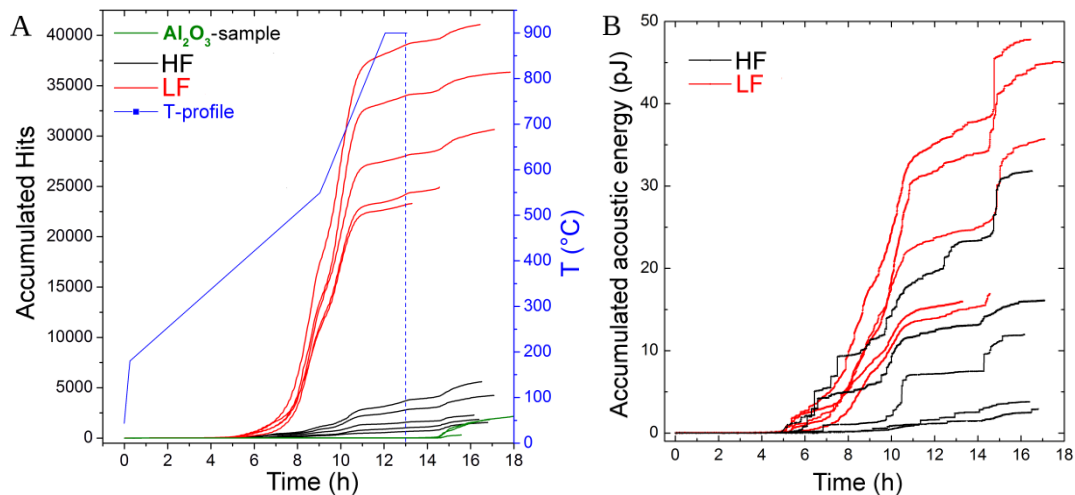 A
Al2O3-sample
HF
LF
T-profile
Accumulated Hits
40000
35000
30000
25000
20000
15000
10000
5000
0
0 2 4 6 8 10 12 14 16 18
Time (h)
900
800
700
600
500
400
300
200
100
0
T (°C)
B
HF
LF
Accumulated acoustic energy (pJ)
50
40
30
20
10
0
0 2 4 6 8 10 12 14 16 18
Time (h)